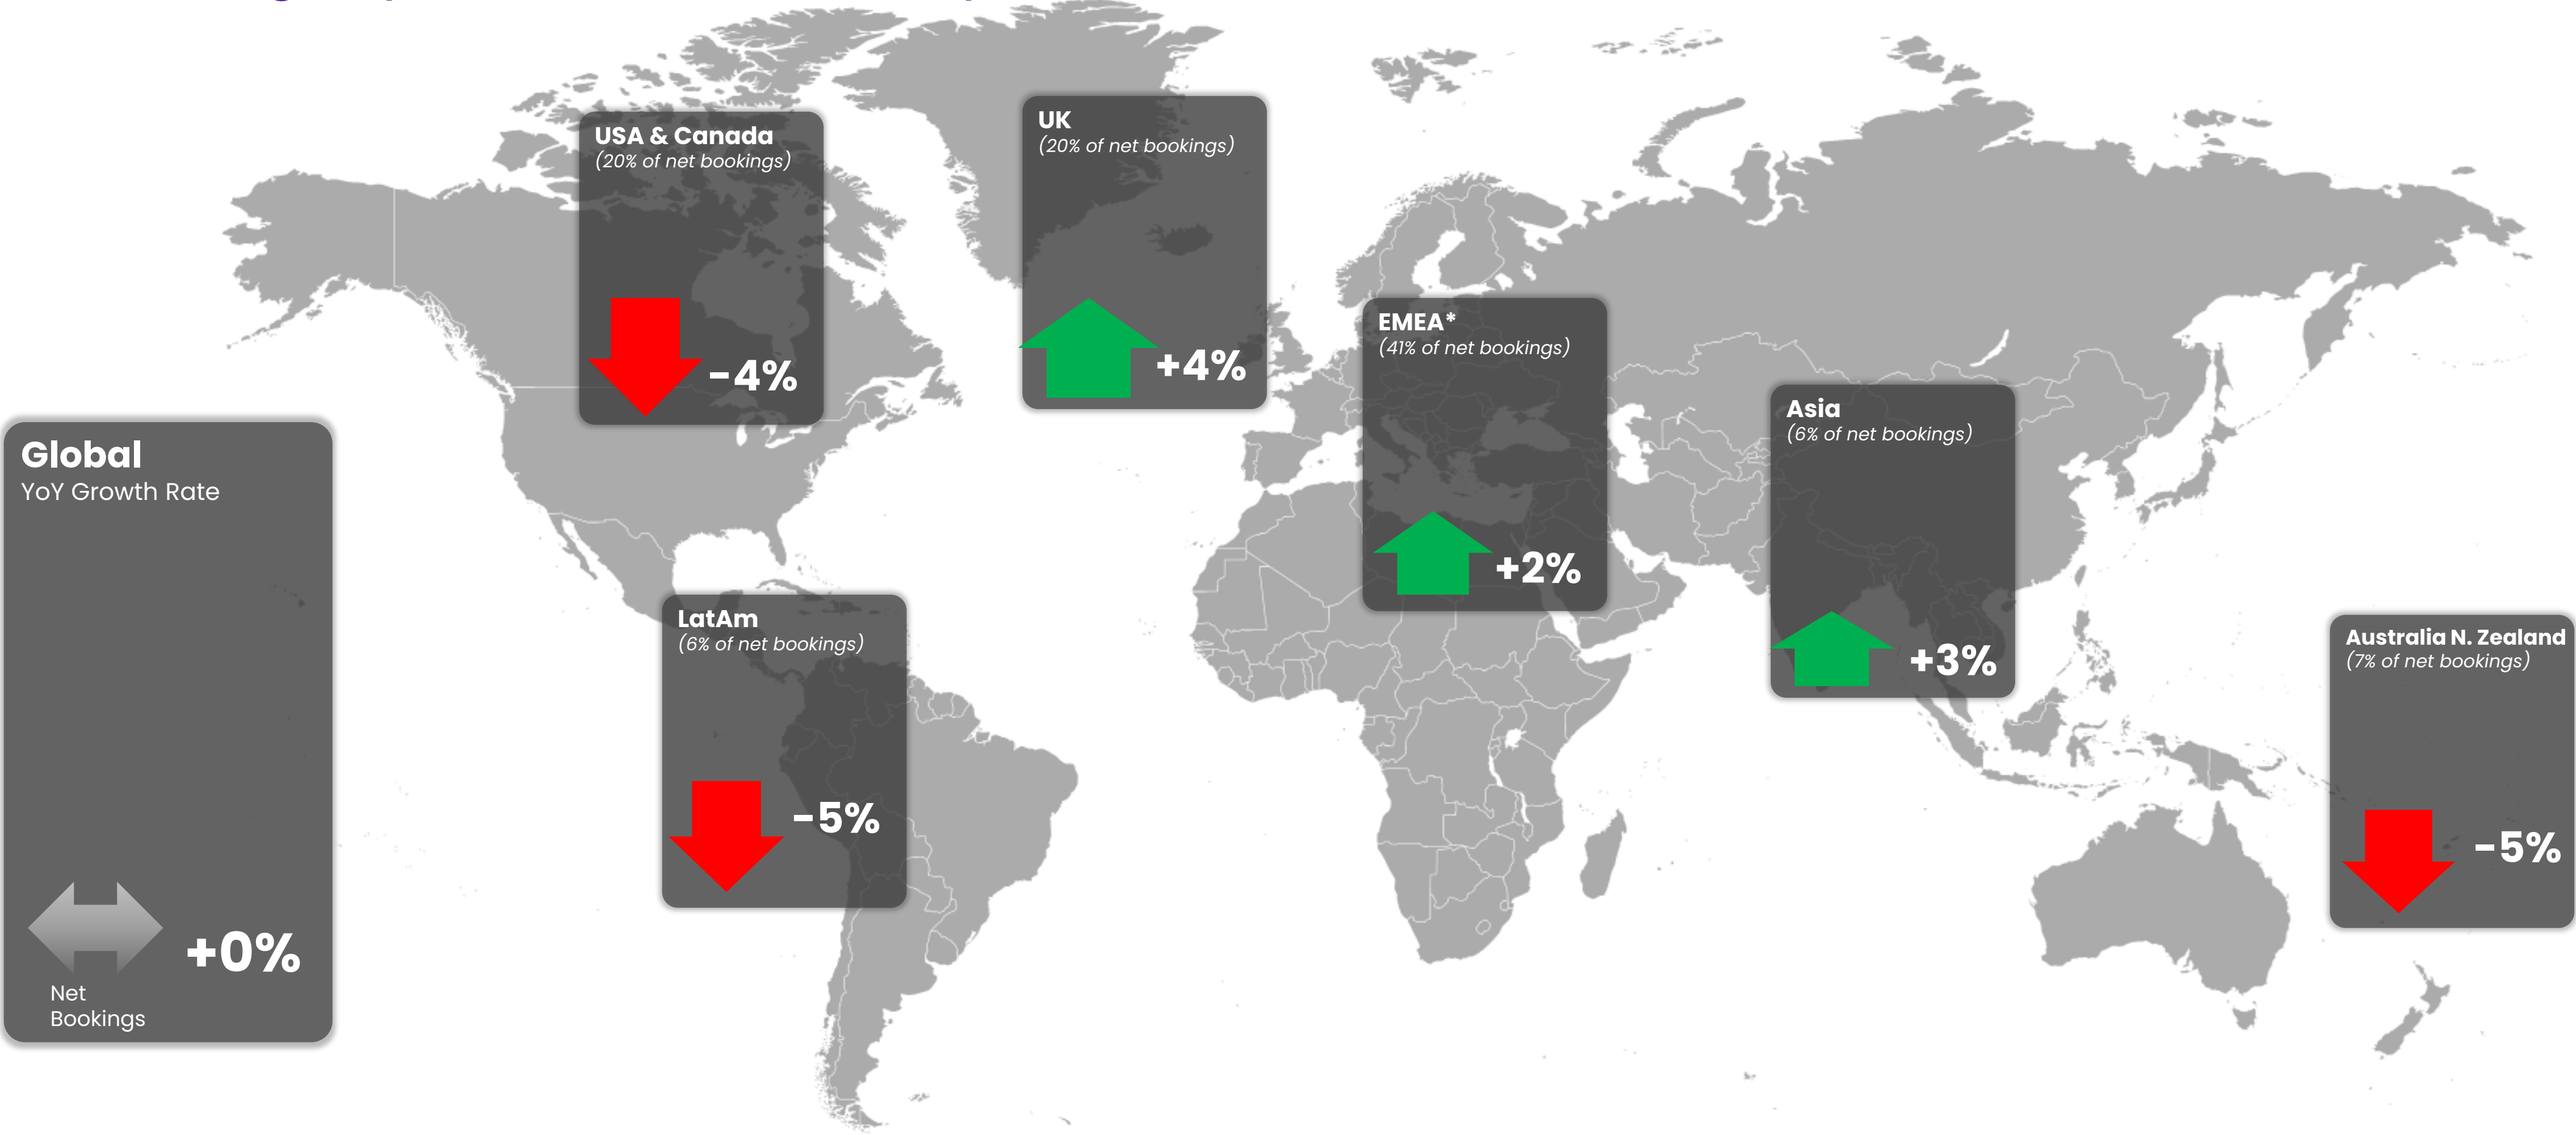 USA & Canada
(20% of net bookings)
-4%
UK
(20% of net bookings)
+4%
EMEA*
(41% of net bookings)
+2%
Asia
(6% of net bookings)
+3%
Global
YoY Growth Rate
+0%
Net
Bookings
LatAm
(6% of net bookings)
-5%
Australia N. Zealand
(7% of net bookings)
-5%